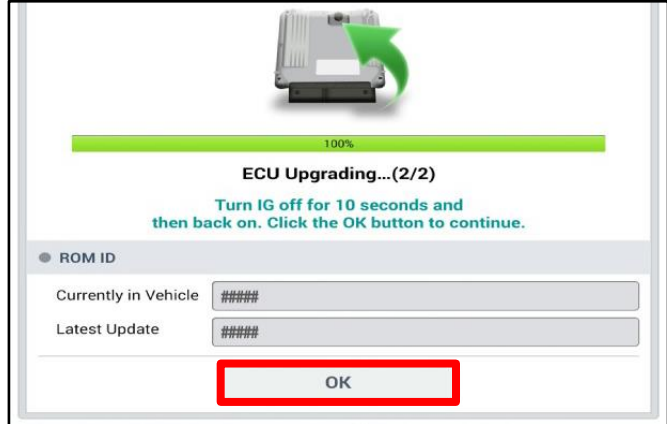 100%
ECU Upgrading...(2/2)
Turn IG off for 10 seconds and
then back on. Click the OK button to continue.
ROM ID
Currently in Vehicle #####
Latest Update #####
OK